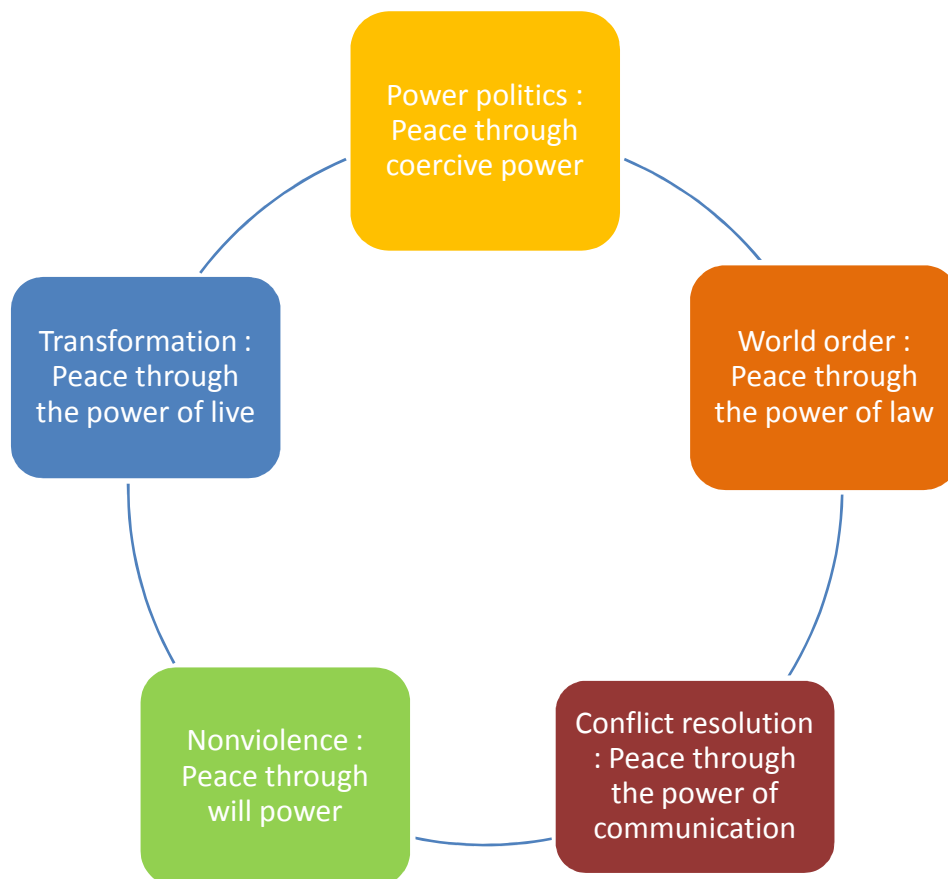 Power politics :
Peace through
coercive power
World order :
Peace through
the power of law
Conflict resolution
: Peace through
the power of
communication
Nonviolence :
Peace through
will power
Transformation :
Peace through
the power of live